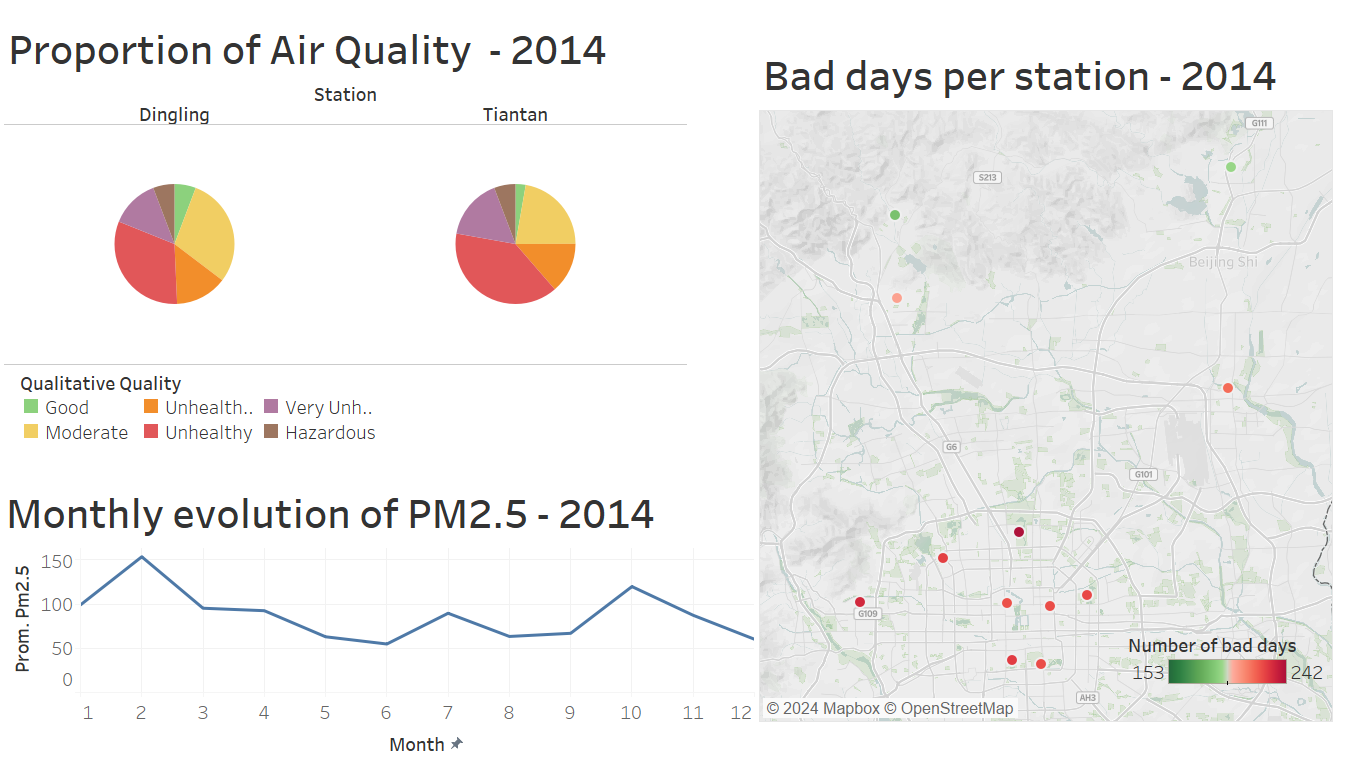 Proportion of Air Quality - 2014
Station
Dingling
Tiantan
Qualitative Quality
Good
Unhealth..
Very Unh..
Moderate
Unhealthy
Hazardous
Monthly evolution of PM2.5 - 2014
Prom. Pm2.5
150
100
50
0
1 2 3 4 5 6 7 8 9 10 11 12
Month
Bad days per station - 2014
G111
S213
Beijing Shi
G6
G101
G109
Number of bad days
153
242
AH3
© 2024 Mapbox © OpenStreetMap